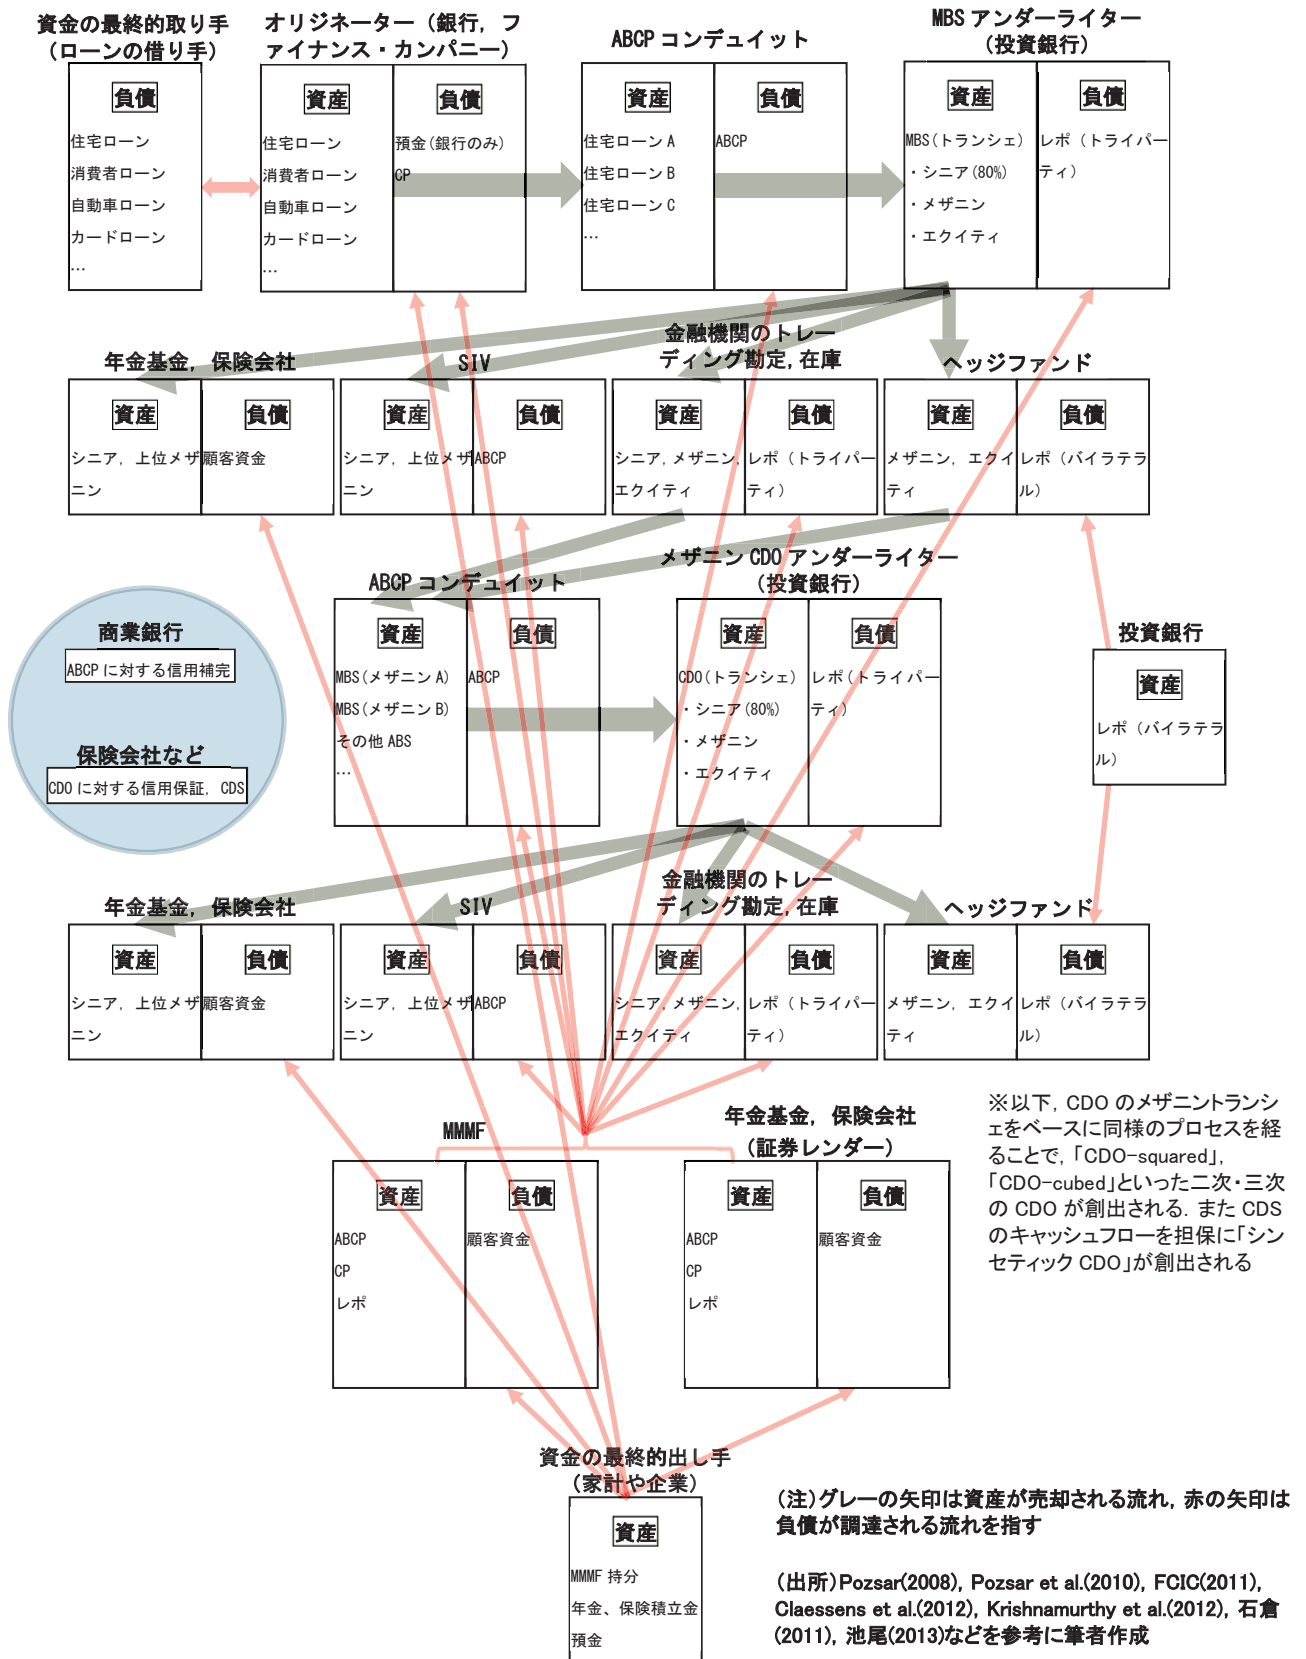 資金の最終的取り手
（ローンの借り手）
負債
住宅ローン
消費者ローン
自動車ローン
カードローン
…
オリジネーター（銀行，フ
ァイナンス・カンパニー）
資産
住宅ローン
消費者ローン
自動車ローン
カードローン
…
負債
預金(銀行のみ)
CP
ABCP コンデュイット
資産
住宅ローン A
住宅ローン B
住宅ローン C
…
負債
ABCP
MBS アンダーライター
（投資銀行）
資産
MBS(トランシェ)
・シニア(80%)
・メザニン
・エクイティ
負債
レポ（トライパー
ティ）
年金基金，保険会社
資産
シニア，上位メザ
ニン
負債
顧客資金
SIV
資産
シニア，上位メザ
ニン
負債
ABCP
金融機関のトレー
ディング勘定，在庫
資産
シニア，メザニン，
エクイティ
負債
レポ（トライパー
ティ）
ヘッジファンド
資産
メザニン，エクイ
ティ
負債
レポ（バイラテラ
ル）
商業銀行
ABCP に対する信用補完
保険会社など
CDO に対する信用保証，CDS
ABCP コンデュイット
資産
MBS(メザニン A)
MBS(メザニン B)
その他 ABS
…
負債
ABCP
メザニン CDO アンダーライター
（投資銀行）
資産
CDO(トランシェ)
・シニア(80%)
・メザニン
・エクイティ
負債
レポ(トライパー
ティ）
投資銀行
資産
レポ（バイラテラ
ル）
年金基金，保険会社
資産
シニア，上位メザ
ニン
負債
顧客資金
SIV
資産
シニア，上位メザ
ニン
負債
ABCP
金融機関のトレー
ディング勘定，在庫
資産
シニア，メザニン，
エクイティ
負債
レポ（トライパー
ティ）
ヘッジファンド
資産
メザニン，エクイ
ティ
負債
レポ（バイラテラ
ル）
MMMF
資産
ABCP
CP
レポ
負債
顧客資金
年金基金，保険会社
（証券レンダー）
資産
ABCP
CP
レポ
負債
顧客資金
※以下，CDO のメザニントランシ
ェをベースに同様のプロセスを経
ることで，「CDO-squared」，
「CDO-cubed」といった二次・三次
の CDO が創出される．また CDS
のキャッシュフローを担保に「シン
セティック CDO」が創出される
資金の最終的出し手
（家計や企業）
資産
MMMF 持分
年金、保険積立金
預金
（注）グレーの矢印は資産が売却される流れ，赤の矢印は
負債が調達される流れを指す
（出所）Pozsar(2008)，Pozsar et al.(2010)，FCIC(2011)，
Claessens et al.(2012)，Krishnamurthy et al.(2012)，石倉
(2011)，池尾(2013)などを参考に筆者作成